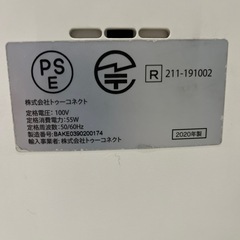 PS
E
R 211-191002
株式会社トゥーコネクト
定格電圧：100V
定格消費電力：55W
定格周波数：50/60Hz
製造番号：BAKE0390200174
輸入事業者：株式会社トゥーコネクト
2020年製